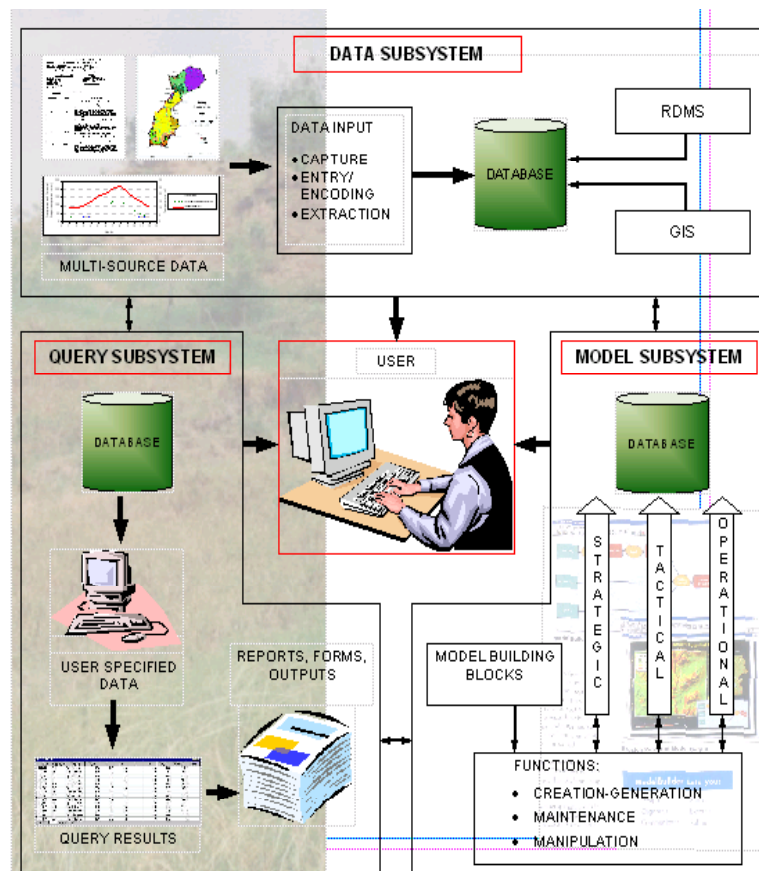 DATA SUBSYSTEM
DATA INPUT
• CAPTURE
• ENTRY/
ENCODING
• EXTRACTION
DATABASE
RDMS
GIS
MULTI-SOURCE DATA
QUERY SUBSYSTEM
DATABASE
USER SPECIFIED
DATA
QUERY RESULTS
REPORTS, FORMS,
OUTPUTS
USER
MODEL SUBSYSTEM
DATABASE
STRATEGIC
TACTICAL
OPERATIONAL
MODEL BUILDING
BLOCKS
FUNCTIONS:
• CREATION-GENERATION
• MAINTENANCE
• MANIPULATION